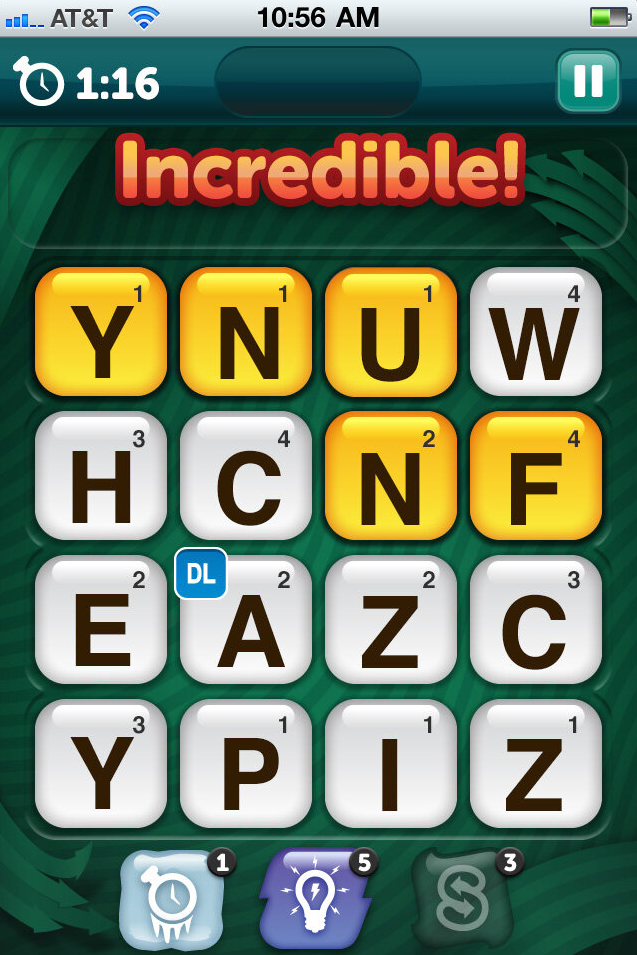 AT&T 10:56 AM
1:16
Incredible!
Y 1 N 1 U 1 W 4
H 3 C 4 N 2 F 4
E 2 DL A 2 Z 2 C 3
Y 3 P 1 I 1 Z 1
1 5 3